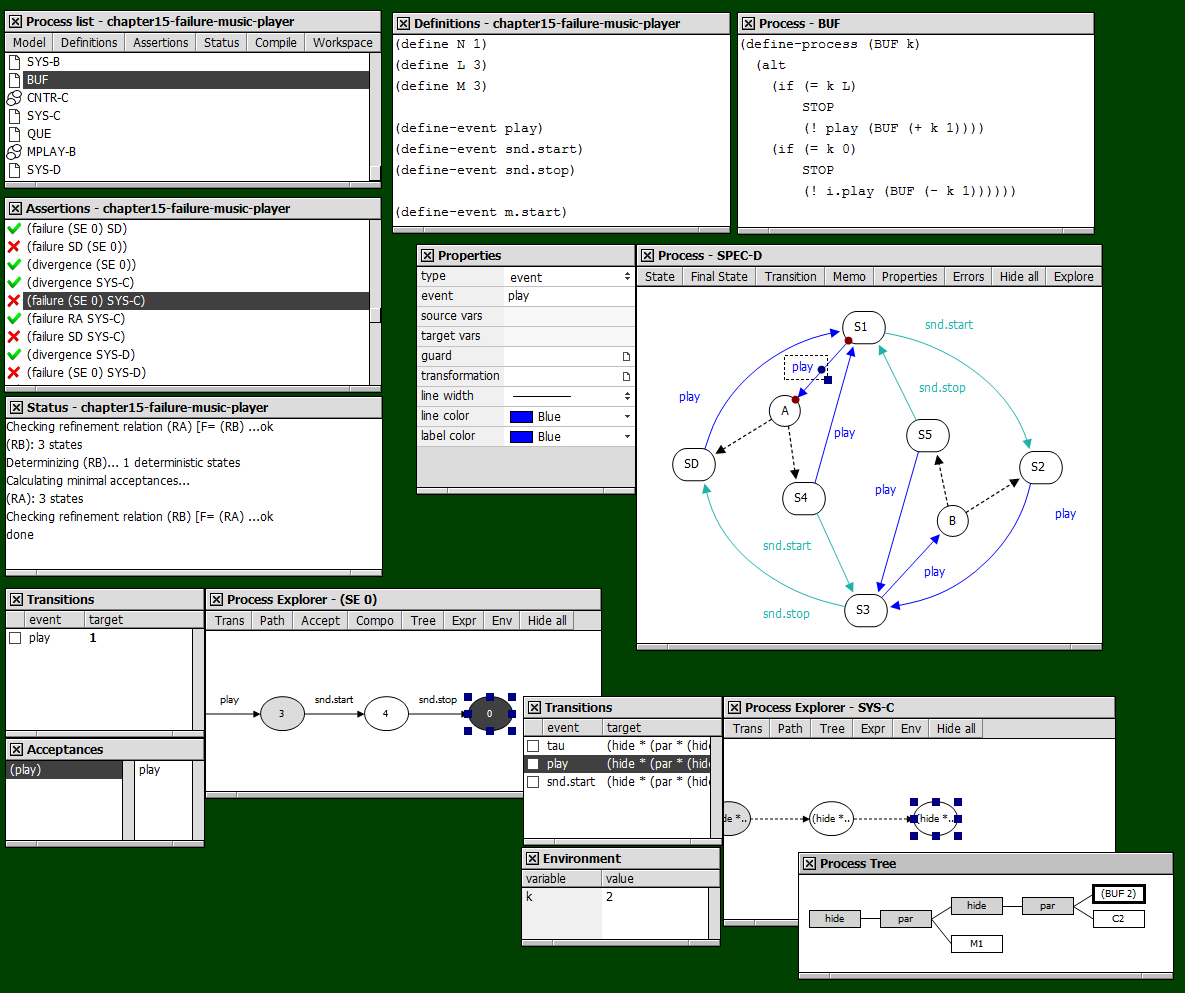 Process list - chapter15-failure-music-player
Model Definitions Assertions Status Compile Workspace
SYS-B
BUF
CNTR-C
SYS-C
QUE
MPLAY-B
SYS-D
Definitions - chapter15-failure-music-player
(define N 1)
(define L 3)
(define M 3)
(define-event play)
(define-event snd.start)
(define-event snd.stop)
(define-event m.start)
Process - BUF
(define-process (BUF k)
(alt
(if (= k L)
STOP
(! play (BUF (+ k 1))))
(if (= k 0)
STOP
(! i.play (BUF (- k 1))))))
Assertions - chapter15-failure-music-player
(failure (SE 0) SD)
(failure SD (SE 0))
(divergence (SE 0))
(divergence SYS-C)
(failure (SE 0) SYS-C)
(failure RA SYS-C)
(failure SD SYS-C)
(divergence SYS-D)
(failure (SE 0) SYS-D)
Properties
type event
event play
source vars
target vars
guard
transformation
line width
line color Blue
label color Blue
Process - SPEC-D
State Final State Transition Memo Properties Errors Hide all Explore
S1
snd.start
play
snd.stop
play
A
play
S5
SD
S2
play
S4
play
B
snd.start
play
S3
snd.stop
Status - chapter15-failure-music-player
Checking refinement relation (RA) [F= (RB) ...ok
(RB): 3 states
Determinizing (RB)... 1 deterministic states
Calculating minimal acceptances...
(RA): 3 states
Checking refinement relation (RB) [F= (RA) ...ok
done
Transitions
event target
play 1
Acceptances
(play) play
Process Explorer - (SE 0)
Trans Path Accept Compo Tree Expr Env Hide all
play snd.start snd.stop
3 4 0
Transitions
event target
tau (hide * (par * (hide
play (hide * (par * (hide
snd.start (hide * (par * (hide
Environment
variable value
k 2
Process Explorer - SYS-C
Trans Path Tree Expr Env Hide all
de *.. (hide *.. (hide *..
Process Tree
(BUF 2)
hide par
hide par C2
M1